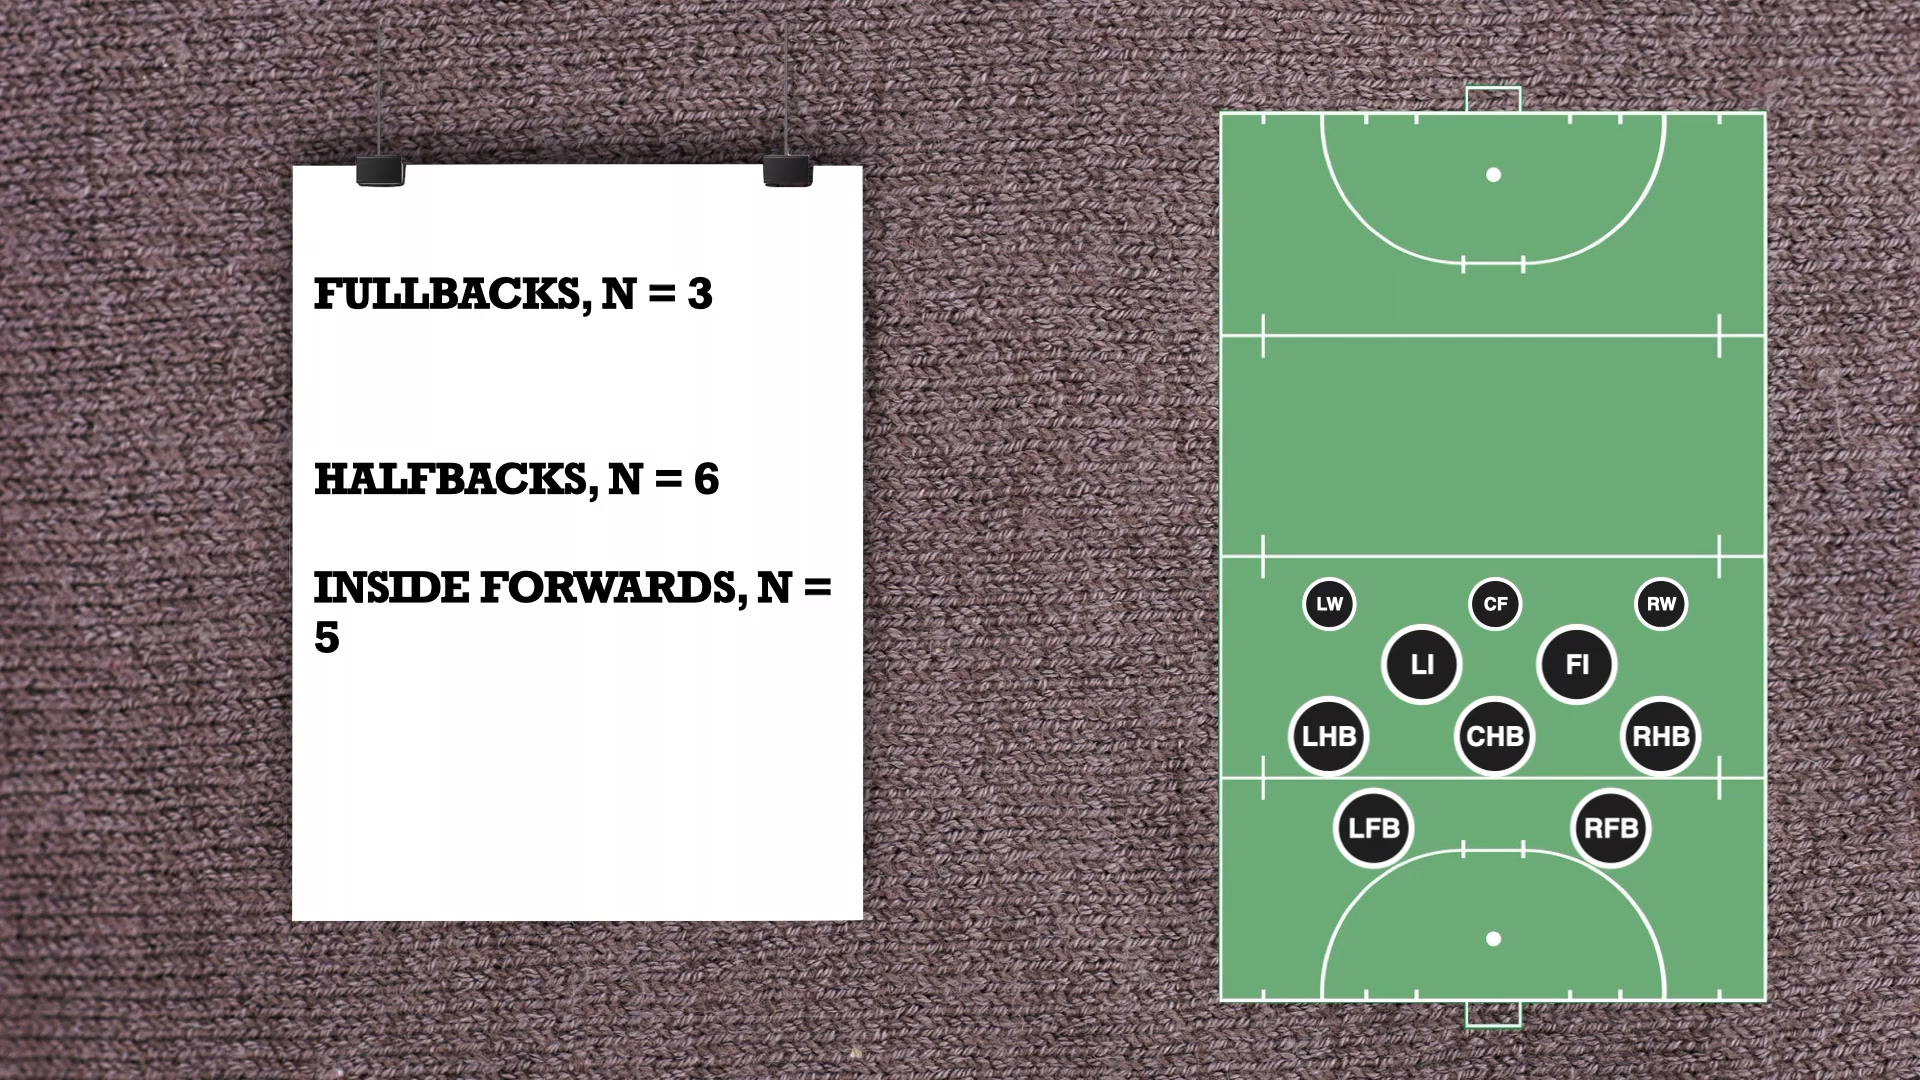 FULLBACKS, N = 3
HALFBACKS, N = 6
INSIDE FORWARDS, N =
5
LW CF RW
LI FI
LHB CHB RHB
LFB RFB